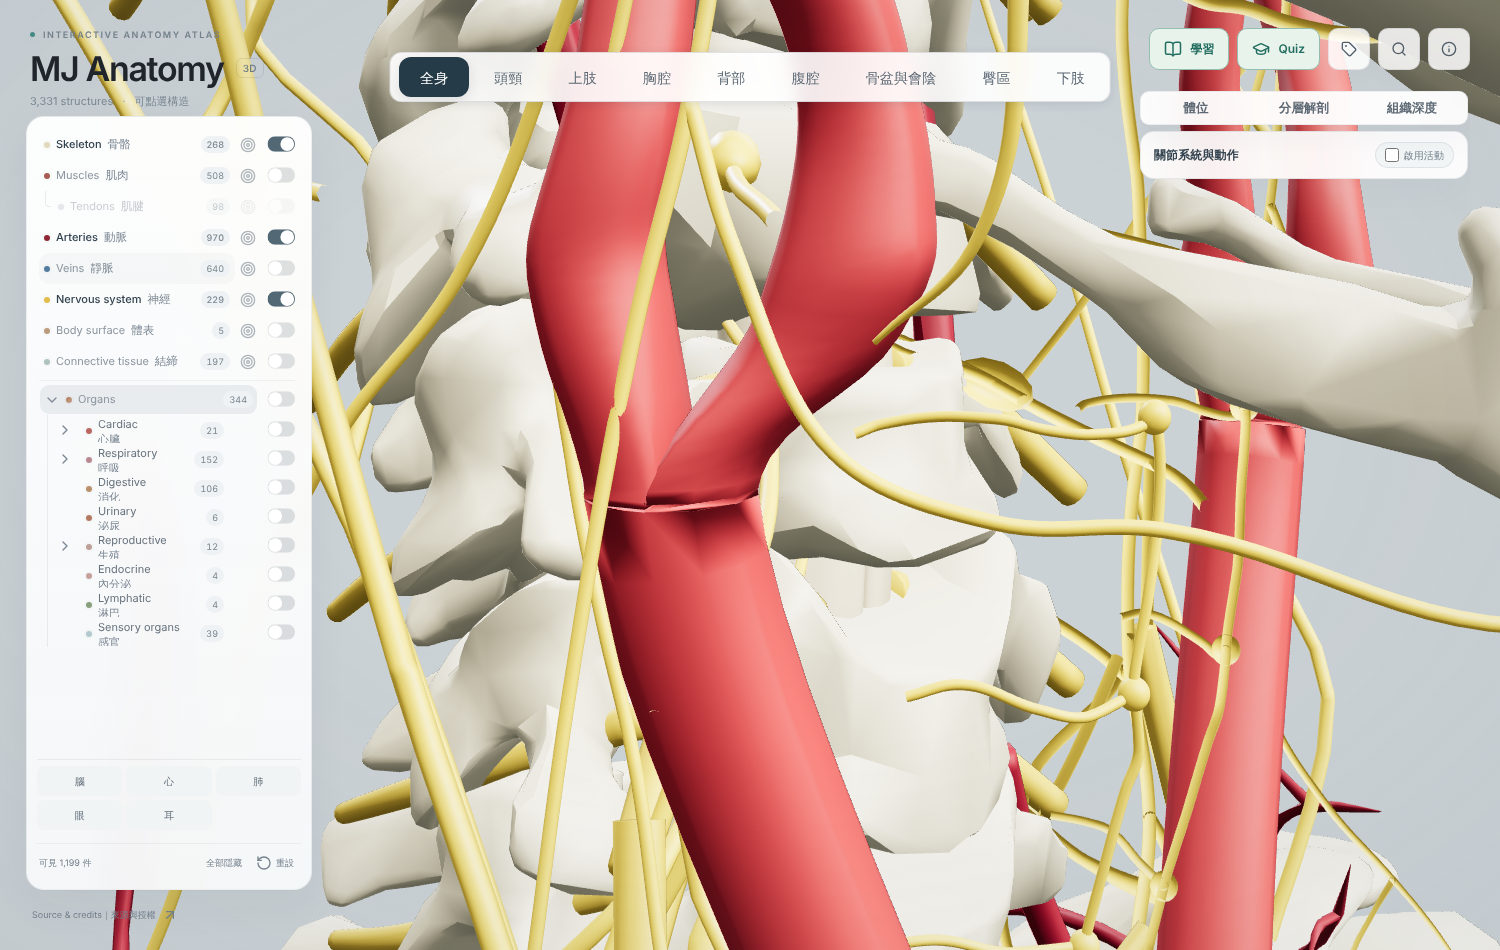 INTERACTIVE ANATOMY ATLAS
MJ Anatomy 3D
3,331 structures · 可點選構造
全身 頭頸 上肢 胸腔 背部 腹腔 骨盆與會陰 臀區 下肢
學習 Quiz
體位 分層解剖 組織深度
關節系統與動作 啟用活動
Skeleton 骨骼 268
Muscles 肌肉 508
Tendons 肌腱 98
Arteries 動脈 970
Veins 靜脈 640
Nervous system 神經 229
Body surface 體表 5
Connective tissue 結締 197
Organs 344
Cardiac 21
心臟
Respiratory 152
呼吸
Digestive 106
消化
Urinary 6
泌尿
Reproductive 12
生殖
Endocrine 4
內分泌
Lymphatic 4
淋巴
Sensory organs 39
感官
腦 心 肺
眼 耳
可見 1,199 件 全部隱藏 重設
Source & credits | 來源與授權